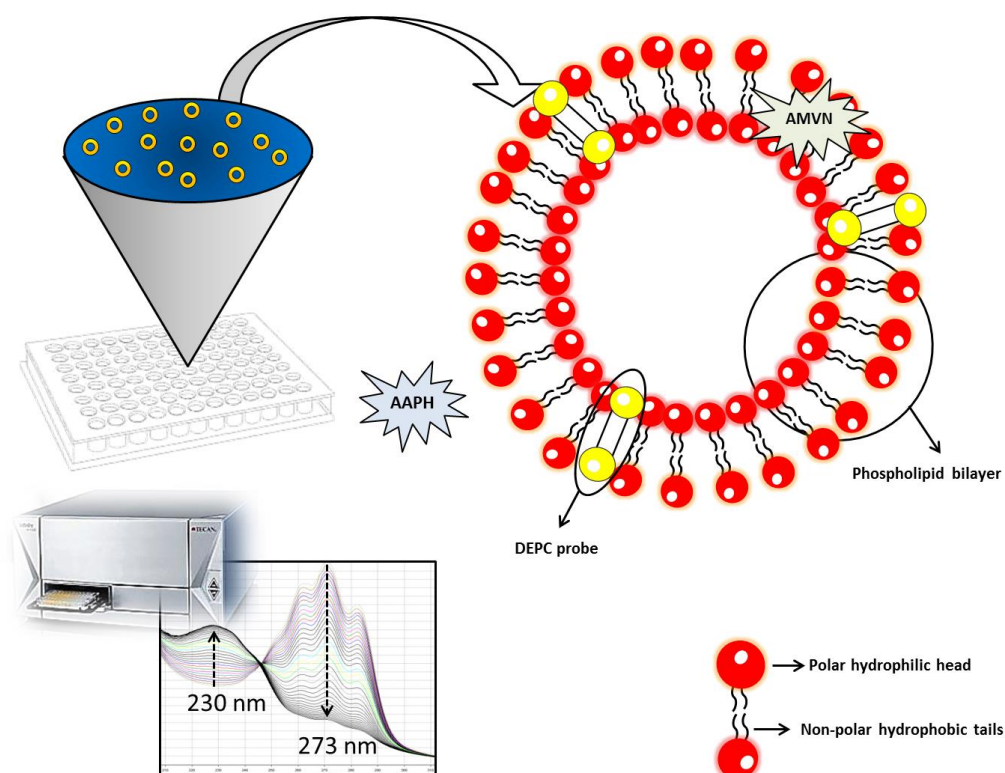 AMVN
AAPH
Phospholipid bilayer
DEPC probe
TECAN
230 nm
273 nm
Polar hydrophilic head
Non-polar hydrophobic tails